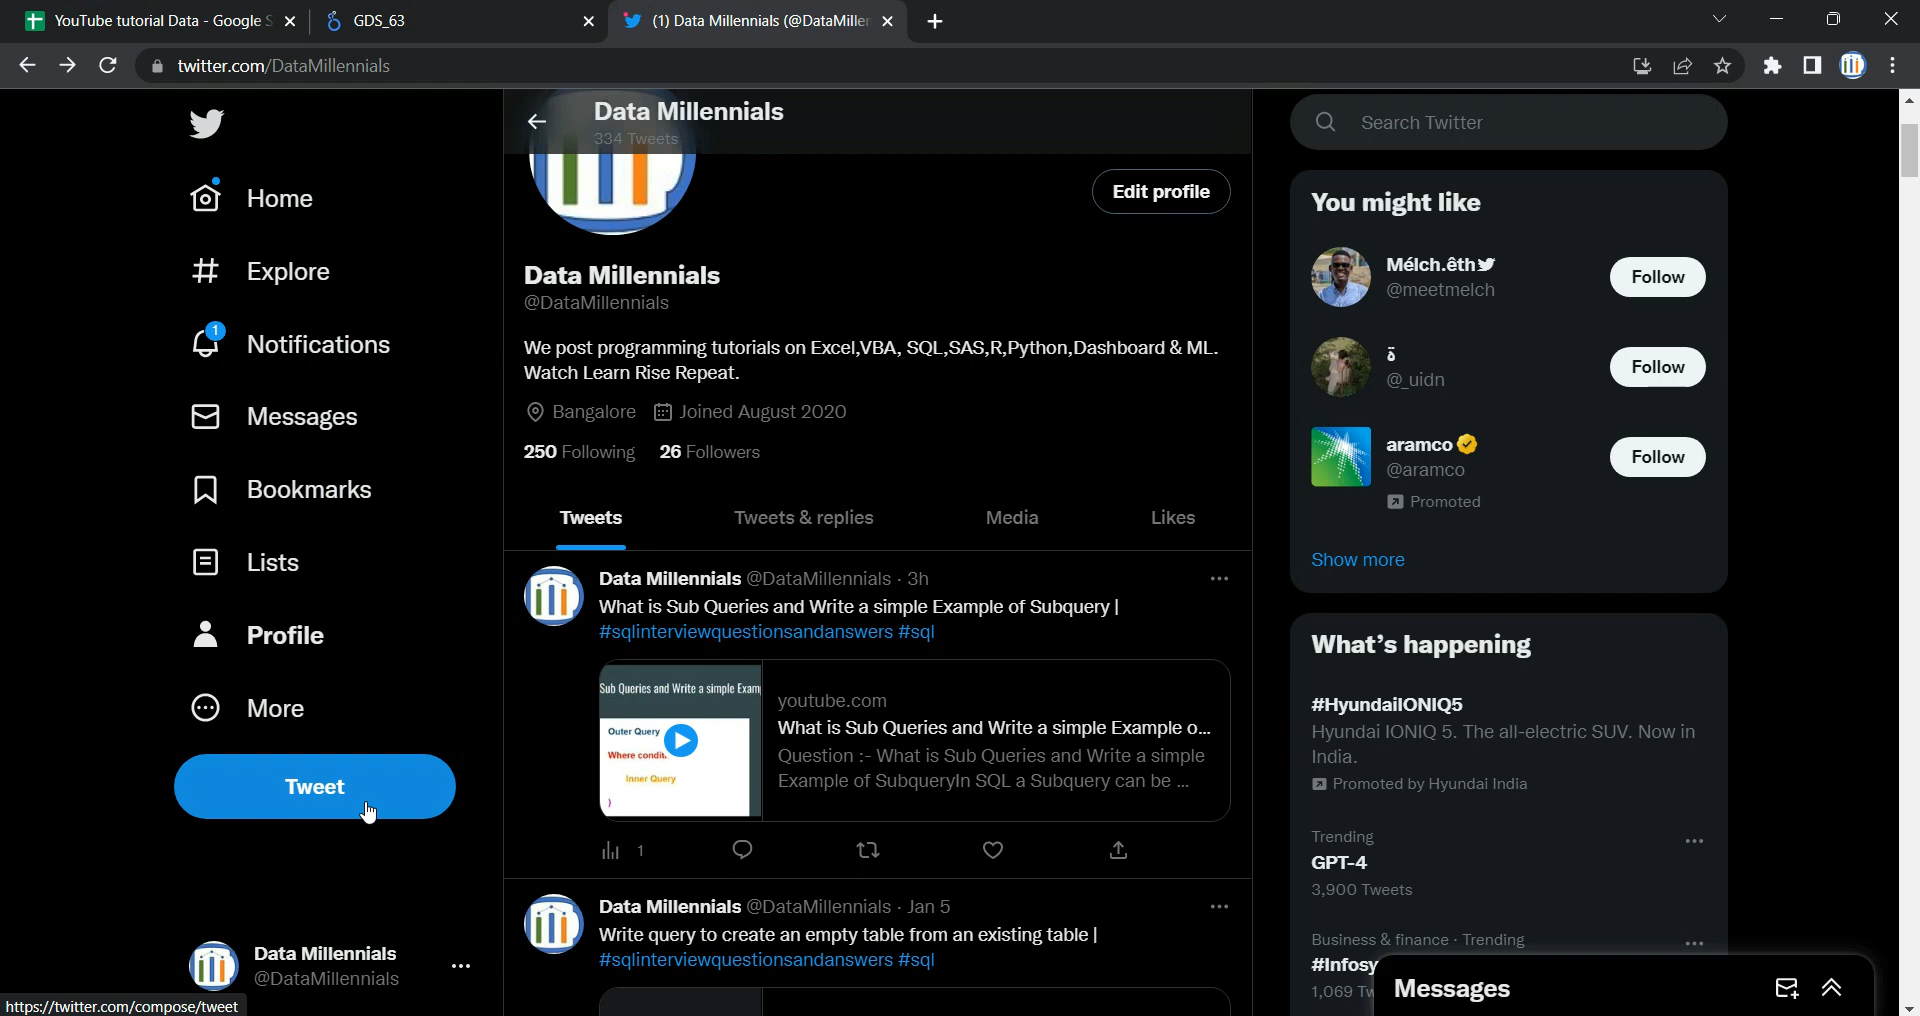 YouTube tutorial Data - Google S
GDS_63
(1) Data Millennials (@DataMillen
twitter.com/DataMillennials
Home
Explore
1
Notifications
Messages
Bookmarks
Lists
Profile
More
Tweet
Data Millennials
@DataMillennials
https://twitter.com/compose/tweet
Data Millennials
334 Tweets
Edit profile
Data Millennials
@DataMillennials
We post programming tutorials on Excel,VBA, SQL,SAS,R,Python,Dashboard & ML.
Watch Learn Rise Repeat.
Bangalore Joined August 2020
250 Following 26 Followers
Tweets Tweets & replies Media Likes
Data Millennials @DataMillennials · 3h
What is Sub Queries and Write a simple Example of Subquery |
#sqlinterviewquestionsandanswers #sql
Sub Queries and Write a simple Exam
Outer Query
Where condit
Inner Query
)
youtube.com
What is Sub Queries and Write a simple Example o...
Question :- What is Sub Queries and Write a simple
Example of SubqueryIn SQL a Subquery can be ...
1
Data Millennials @DataMillennials · Jan 5
Write query to create an empty table from an existing table |
#sqlinterviewquestionsandanswers #sql
Search Twitter
You might like
Mélch.êth
@meetmelch
Follow
@_uidn
Follow
aramco
@aramco
Follow
Promoted
Show more
What's happening
#HyundaiIONIQ5
Hyundai IONIQ 5. The all-electric SUV. Now in
India.
Promoted by Hyundai India
Trending
GPT-4
3,900 Tweets
Business & finance · Trending
#Infosy
1,069 Tw
Messages